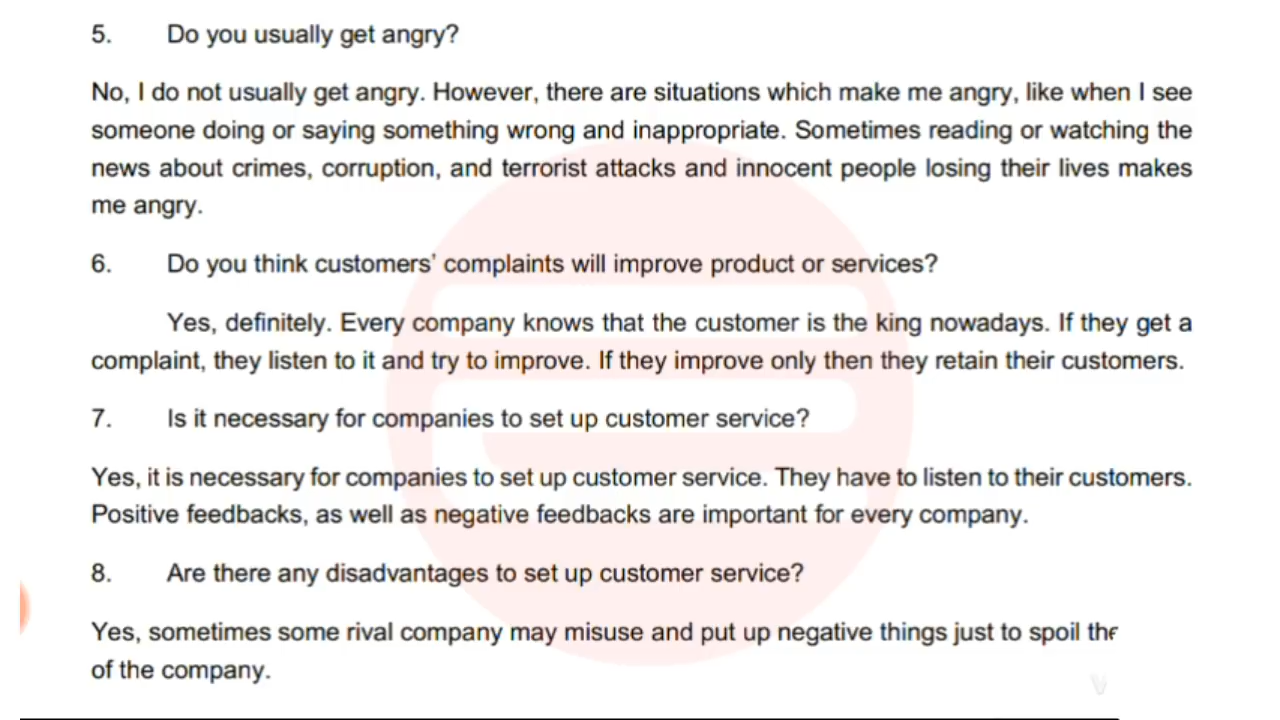 5. Do you usually get angry?
No, I do not usually get angry. However, there are situations which make me angry, like when I see
someone doing or saying something wrong and inappropriate. Sometimes reading or watching the
news about crimes, corruption, and terrorist attacks and innocent people losing their lives makes
me angry.
6. Do you think customers' complaints will improve product or services?
Yes, definitely. Every company knows that the customer is the king nowadays. If they get a
complaint, they listen to it and try to improve. If they improve only then they retain their customers.
7. Is it necessary for companies to set up customer service?
Yes, it is necessary for companies to set up customer service. They have to listen to their customers.
Positive feedbacks, as well as negative feedbacks are important for every company.
8. Are there any disadvantages to set up customer service?
Yes, sometimes some rival company may misuse and put up negative things just to spoil the
of the company.